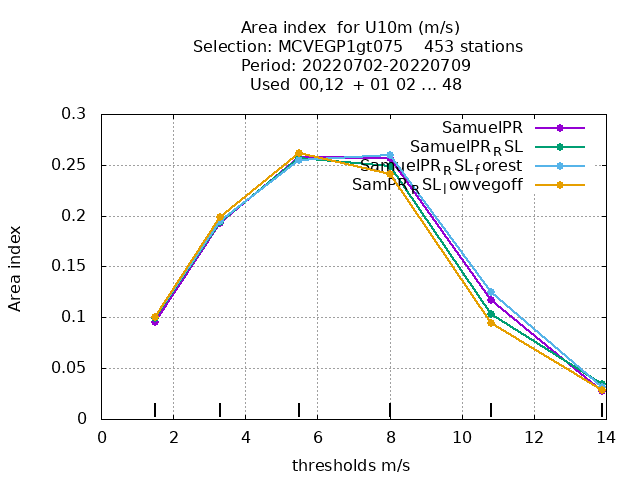 Area index  for U10m (m/s)
Selection: MCVEGP1gt075    453 stations
Period: 20220702-20220709
Used  00,12  + 01 02 ... 48
0.3
0.25
0.2
0.15
0.1
0.05
0
Area index
SamuelPR
SamuelPR_RSL
SamuelPR_RSL_forest
SamPR_RSL_lowvegoff
0 2 4 6 8 10 12 14
thresholds m/s